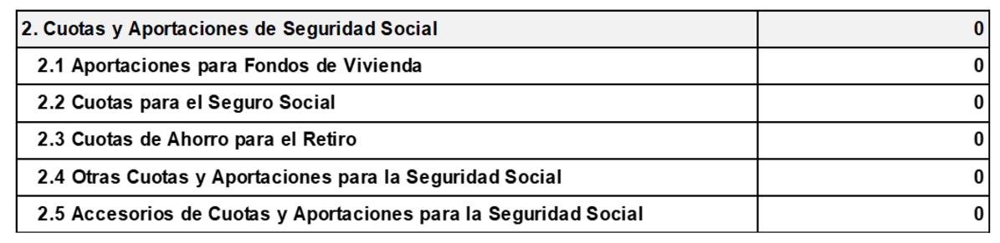 2. Cuotas y Aportaciones de Seguridad Social 0
2.1 Aportaciones para Fondos de Vivienda 0
2.2 Cuotas para el Seguro Social 0
2.3 Cuotas de Ahorro para el Retiro 0
2.4 Otras Cuotas y Aportaciones para la Seguridad Social 0
2.5 Accesorios de Cuotas y Aportaciones para la Seguridad Social 0